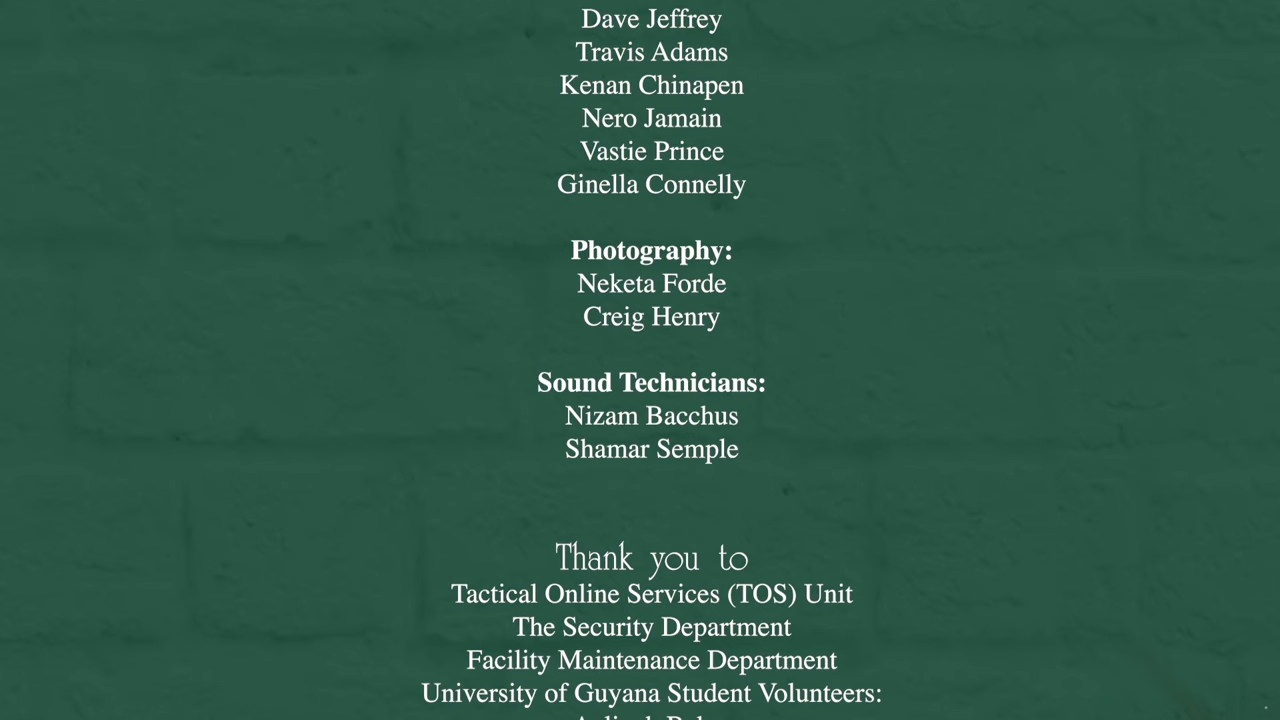 Dave Jeffrey
Travis Adams
Kenan Chinapen
Nero Jamain
Vastie Prince
Ginella Connelly
Photography:
Neketa Forde
Creig Henry
Sound Technicians:
Nizam Bacchus
Shamar Semple
Thank you to
Tactical Online Services (TOS) Unit
The Security Department
Facility Maintenance Department
University of Guyana Student Volunteers: